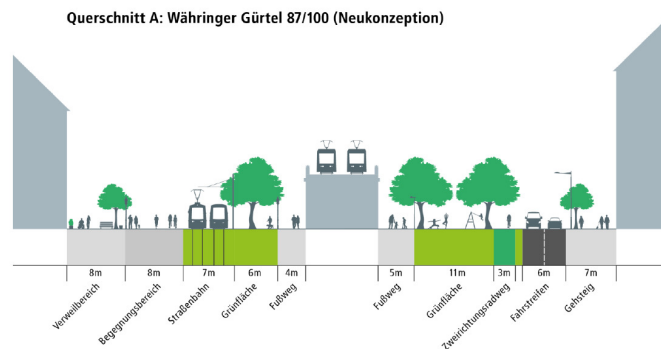 Querschnitt A: Währinger Gürtel 87/100 (Neukonzeption)
8m 8m 7m 6m 4m 5m 11m 3m 6m 7m
Verweilbereich
Begegnungsbereich
Straßenbahn
Grünfläche
Fußweg
Fußweg
Grünfläche
Zweirichtungsradweg
Fahrstreifen
Gehsteig